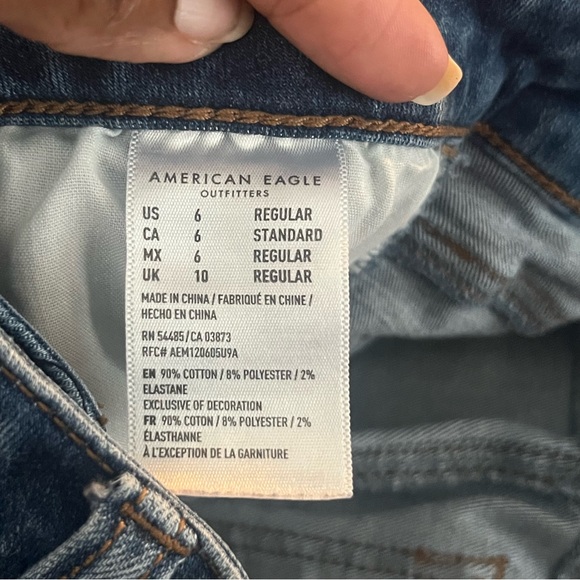 AMERICAN EAGLE
OUTFITTERS
US 6 REGULAR
CA 6 STANDARD
MX 6 REGULAR
UK 10 REGULAR
MADE IN CHINA / FABRIQUÉ EN CHINE /
HECHO EN CHINA
RN 54485/CA 03873
RFC# AEM120605U9A
EN 90% COTTON / 8% POLYESTER / 2%
ELASTANE
EXCLUSIVE OF DECORATION
FR 90% COTON / 8% POLYESTER / 2%
ÉLASTHANNE
À L'EXCEPTION DE LA GARNITURE